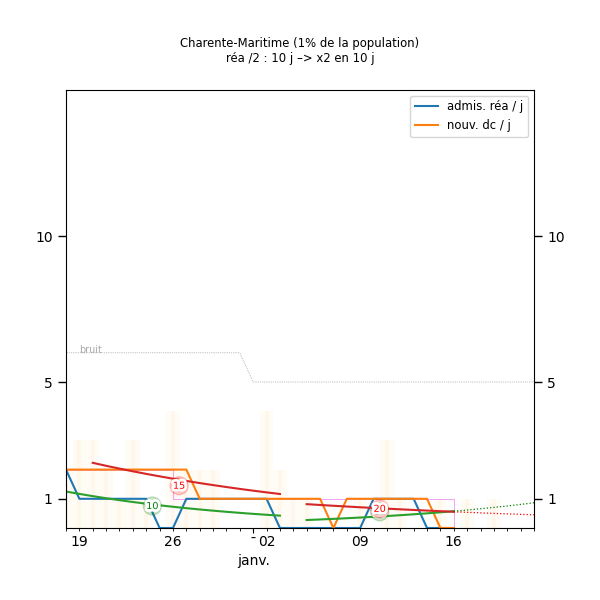 Charente-Maritime (1% de la population)
réa /2 : 10 j –> x2 en 10 j
admis. réa / j
nouv. dc / j
10
10
bruit
5
5
15
10
20
1
1
19
26
- 02
09
16
janv.